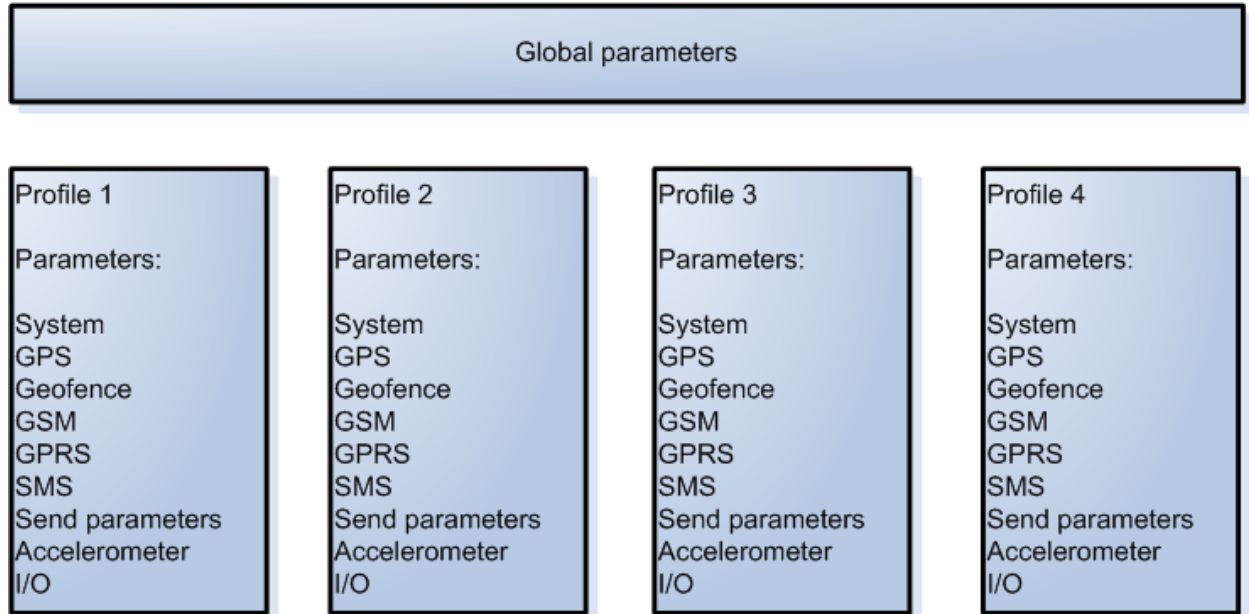 Global parameters
Profile 1
Parameters:
System
GPS
Geofence
GSM
GPRS
SMS
Send parameters
Accelerometer
I/O
Profile 2
Parameters:
System
GPS
Geofence
GSM
GPRS
SMS
Send parameters
Accelerometer
I/O
Profile 3
Parameters:
System
GPS
Geofence
GSM
GPRS
SMS
Send parameters
Accelerometer
I/O
Profile 4
Parameters:
System
GPS
Geofence
GSM
GPRS
SMS
Send parameters
Accelerometer
I/O